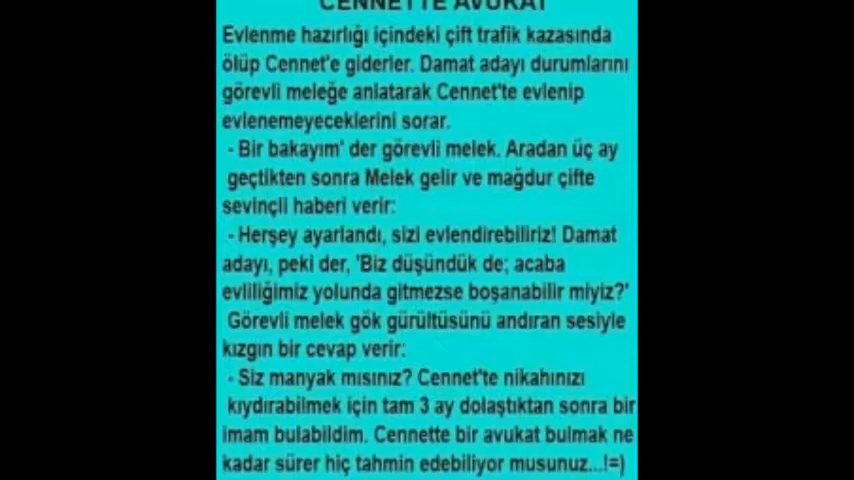 CENNETTE AVUKAT
Evlenme hazırlığı içindeki çift trafik kazasında
ölüp Cennet'e giderler. Damat adayı durumlarını
görevli meleğe anlatarak Cennet'te evlenip
evlenemeyeceklerini sorar.
- Bir bakayım' der görevli melek. Aradan üç ay
geçtikten sonra Melek gelir ve mağdur çifte
sevinçli haberi verir:
- Herşey ayarlandı, sizi evlendirebiliriz! Damat
adayı, peki der, 'Biz düşündük de; acaba
evliliğimiz yolunda gitmezse boşanabilir miyiz?'
Görevli melek gök gürültüsünü andıran sesiyle
kızgın bir cevap verir:
- Siz manyak mısınız? Cennet'te nikahınızı
kıydırabilmek için tam 3 ay dolaştıktan sonra bir
imam bulabildim. Cennette bir avukat bulmak ne
kadar sürer hiç tahmin edebiliyor musunuz...!=)